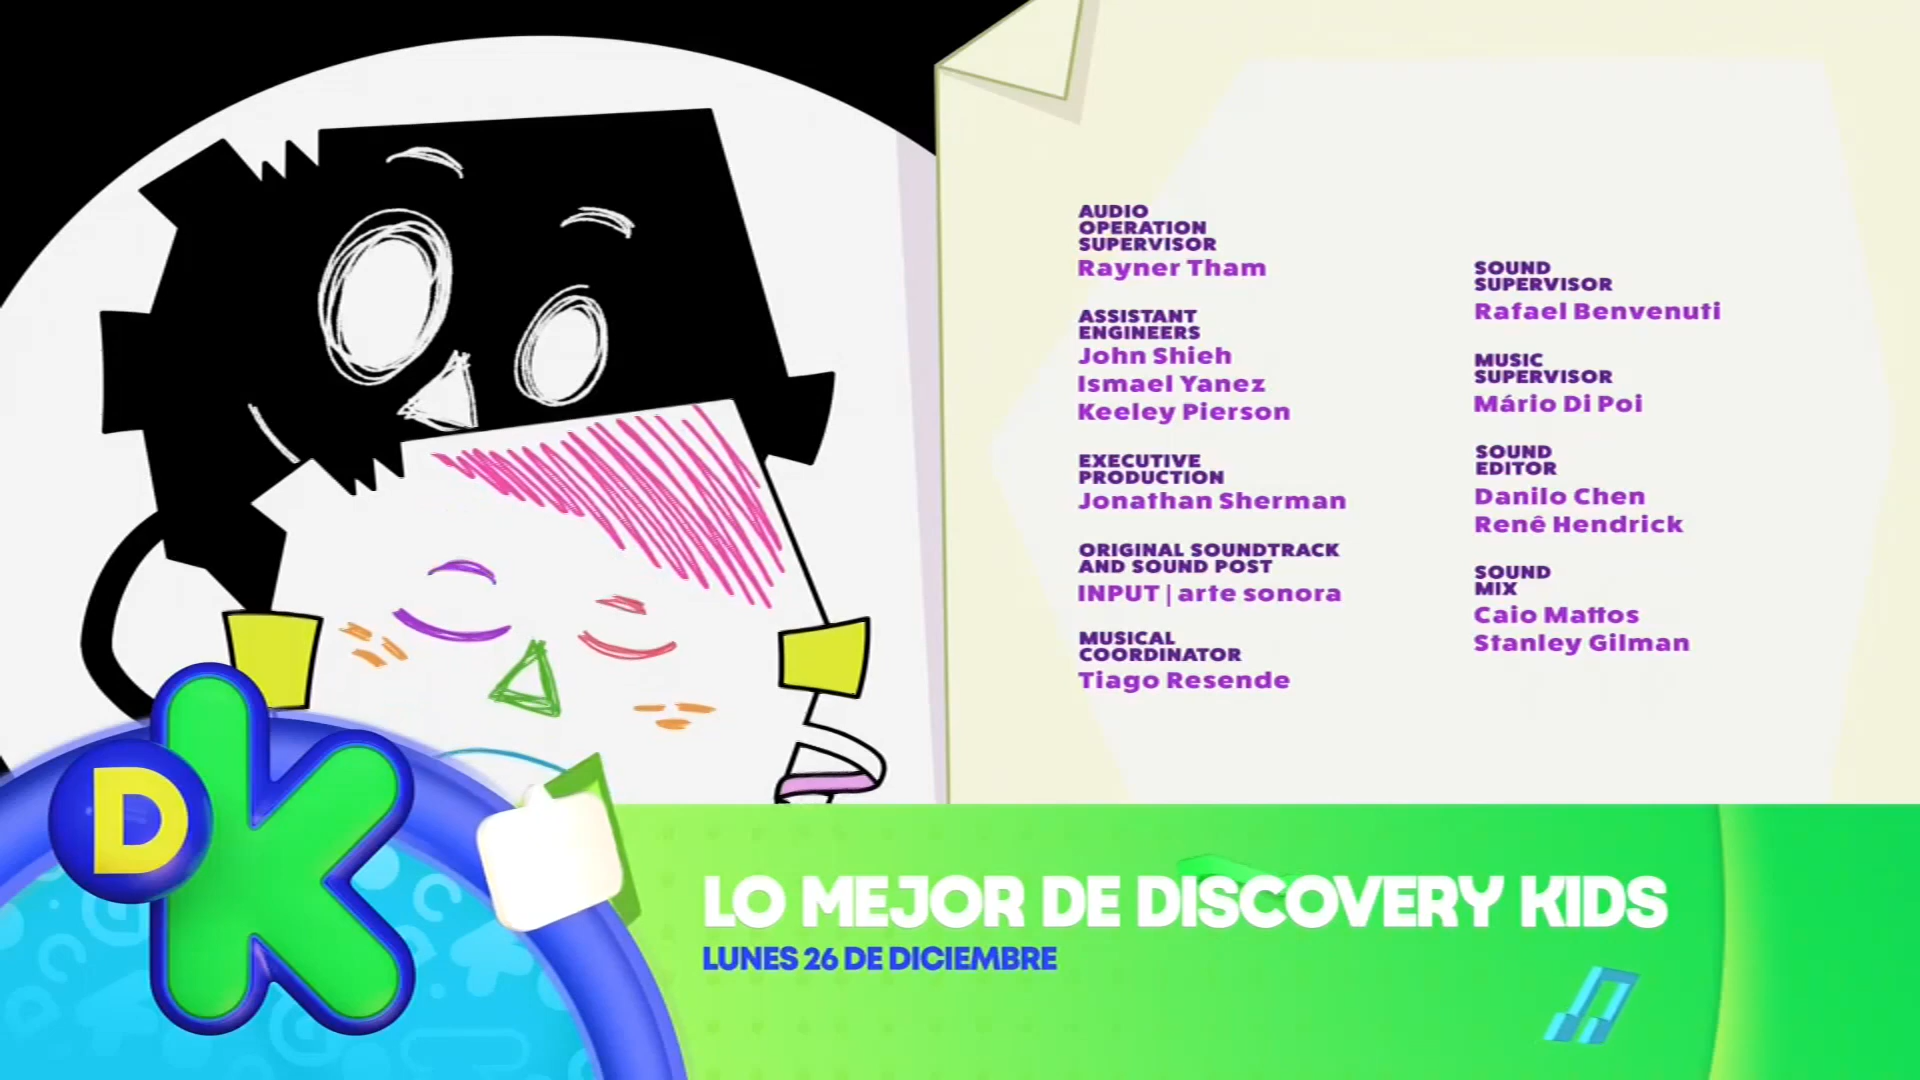 AUDIO
OPERATION
SUPERVISOR
Rayner Tham
ASSISTANT
ENGINEERS
John Shieh
Ismael Yanez
Keeley Pierson
EXECUTIVE
PRODUCTION
Jonathan Sherman
ORIGINAL SOUNDTRACK
AND SOUND POST
INPUT | arte sonora
MUSICAL
COORDINATOR
Tiago Resende
SOUND
SUPERVISOR
Rafael Benvenuti
MUSIC
SUPERVISOR
Mário Di Poi
SOUND
EDITOR
Danilo Chen
Renê Hendrick
SOUND
MIX
Caio Mattos
Stanley Gilman
DK
LO MEJOR DE DISCOVERY KIDS
LUNES 26 DE DICIEMBRE